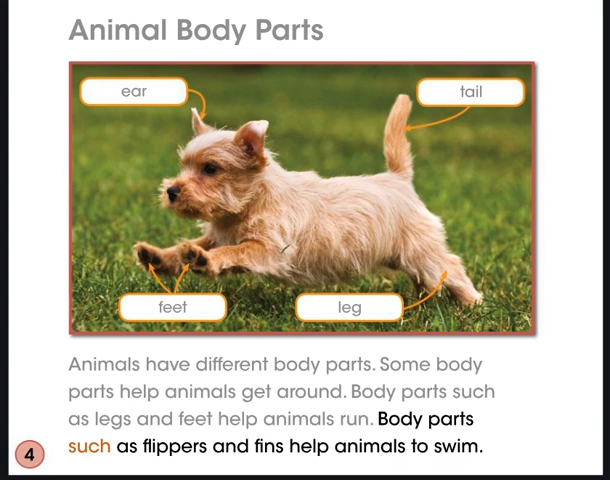 Animal Body Parts
ear
tail
feet
leg
Animals have different body parts. Some body
parts help animals get around. Body parts such
as legs and feet help animals run. Body parts
such as flippers and fins help animals to swim.
4